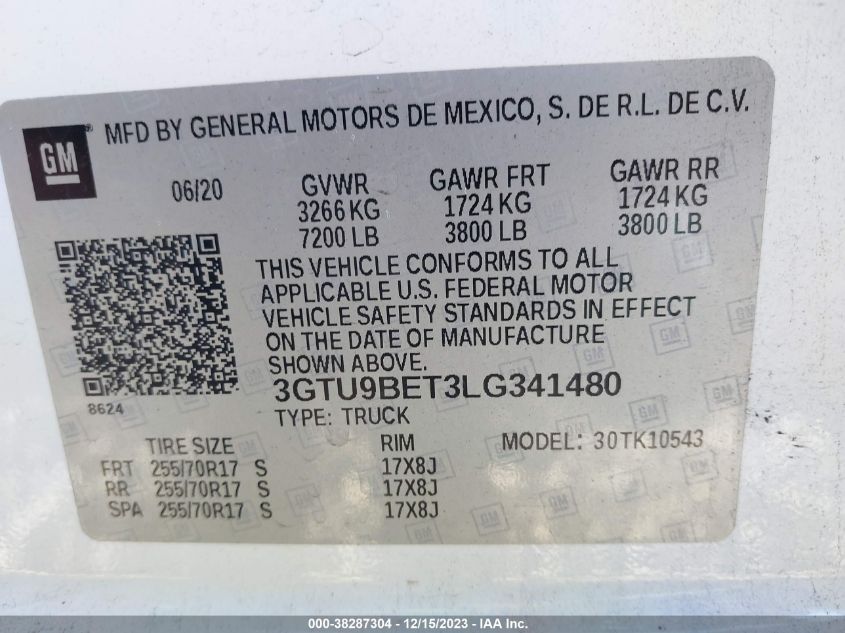 GM
MFD BY GENERAL MOTORS DE MEXICO, S. DE R.L. DE C.V.
06/20 GVWR GAWR FRT GAWR RR
3266 KG 1724 KG 1724 KG
7200 LB 3800 LB 3800 LB
THIS VEHICLE CONFORMS TO ALL
APPLICABLE U.S. FEDERAL MOTOR
VEHICLE SAFETY STANDARDS IN EFFECT
ON THE DATE OF MANUFACTURE
SHOWN ABOVE.
8624
3GTU9BET3LG341480
TYPE: TRUCK
TIRE SIZE RIM MODEL: 30TK10543
FRT 255/70R17 S 17X8J
RR 255/70R17 S 17X8J
SPA 255/70R17 S 17X8J
000-38287304 - 12/15/2023 - IAA Inc.